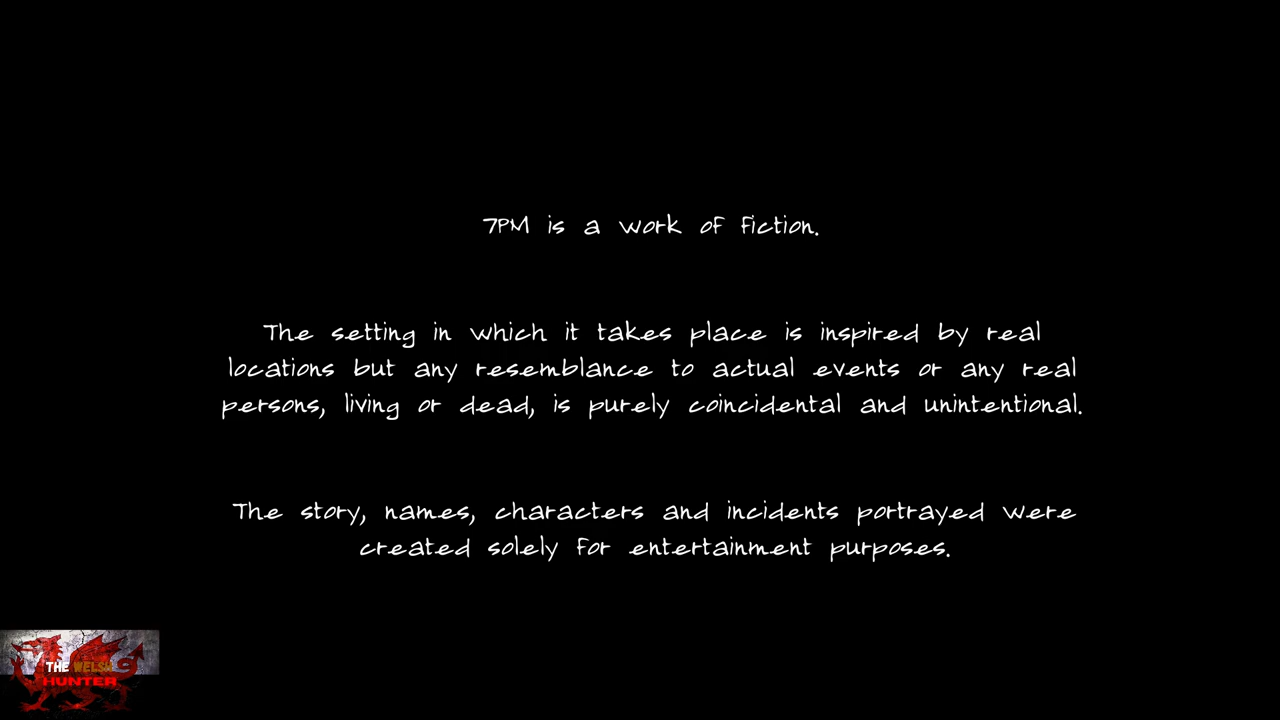 7PM is a work of fiction.
The setting in which it takes place is inspired by real
locations but any resemblance to actual events or any real
persons, living or dead, is purely coincidental and unintentional.
The story, names, characters and incidents portrayed were
created solely for entertainment purposes.
THE WELSH
HUNTER